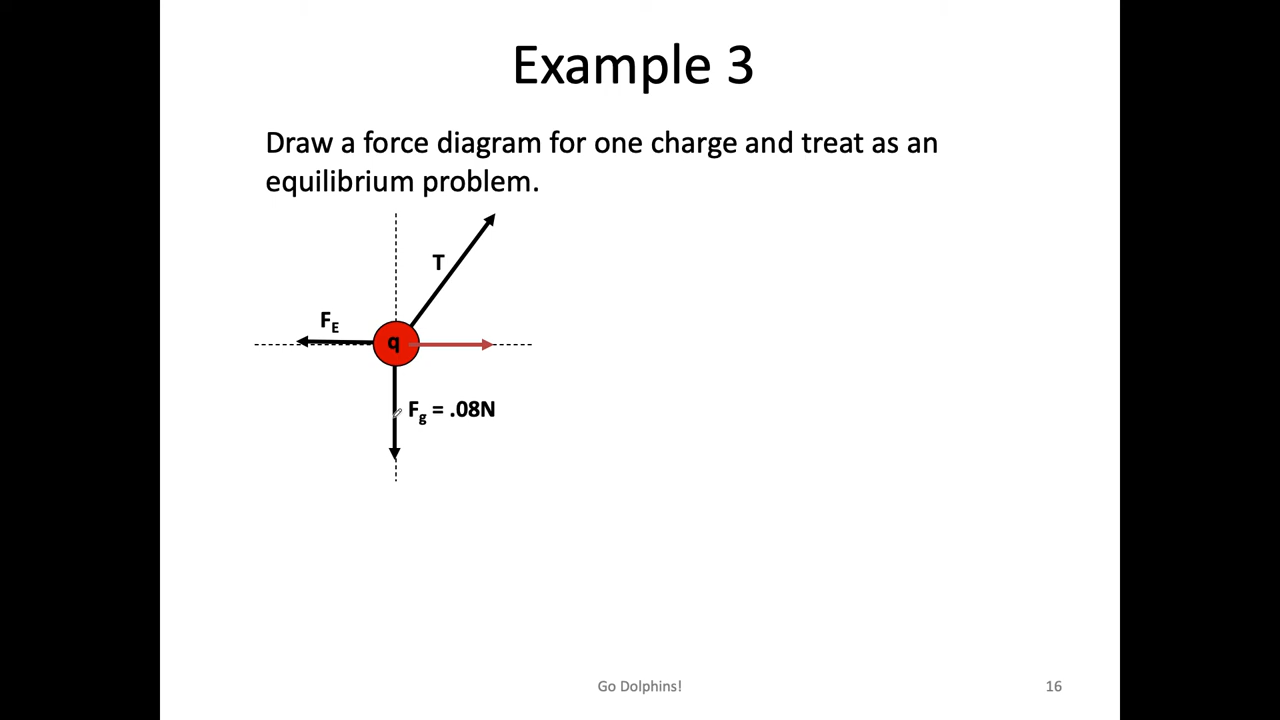 Example 3
Draw a force diagram for one charge and treat as an
equilibrium problem.
T
FE
q
Fg = .08N
Go Dolphins!
16